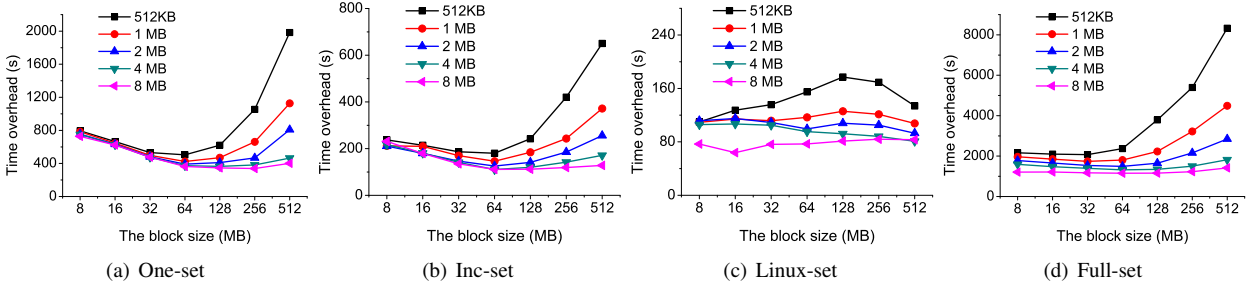 2000
1600
1200
800
400
0
Time overhead (s)
512KB
1 MB
2 MB
4 MB
8 MB
8 16 32 64 128 256 512
The block size (MB)
(a) One-set
800
600
400
200
0
Time overhead (s)
512KB
1 MB
2 MB
4 MB
8 MB
8 16 32 64 128 256 512
The block size (MB)
(b) Inc-set
240
160
80
0
Time overhead (s)
512KB
1 MB
2 MB
4 MB
8 MB
8 16 32 64 128 256 512
The block size (MB)
(c) Linux-set
8000
6000
4000
2000
0
Time overhead (s)
512KB
1 MB
2 MB
4 MB
8 MB
8 16 32 64 128 256 512
The block size (MB)
(d) Full-set